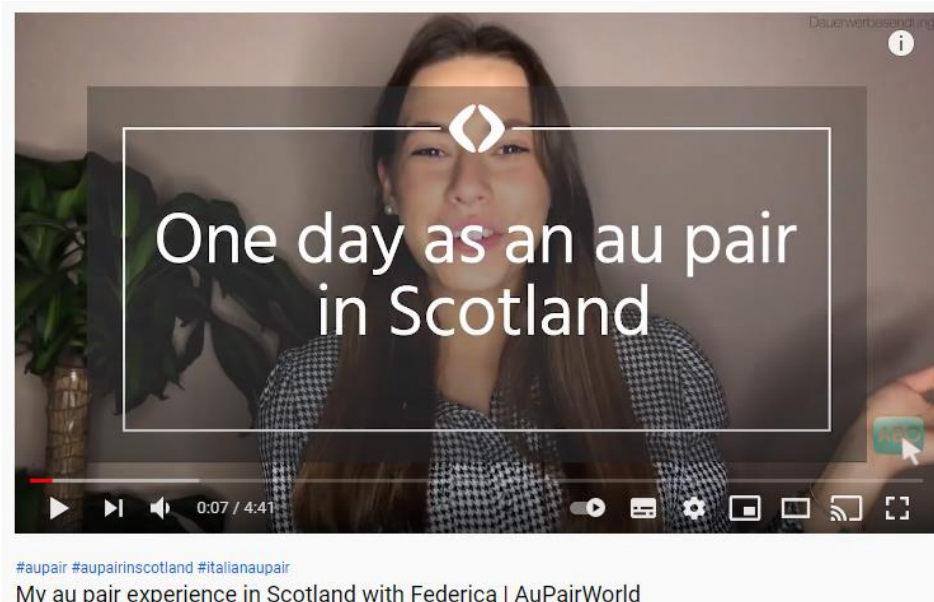 Dauerwerbesendung
One day as an au pair
in Scotland
ABO
0:07 / 4:41
#aupair #aupairinscotland #italianaupair
My au pair experience in Scotland with Federica | AuPairWorld